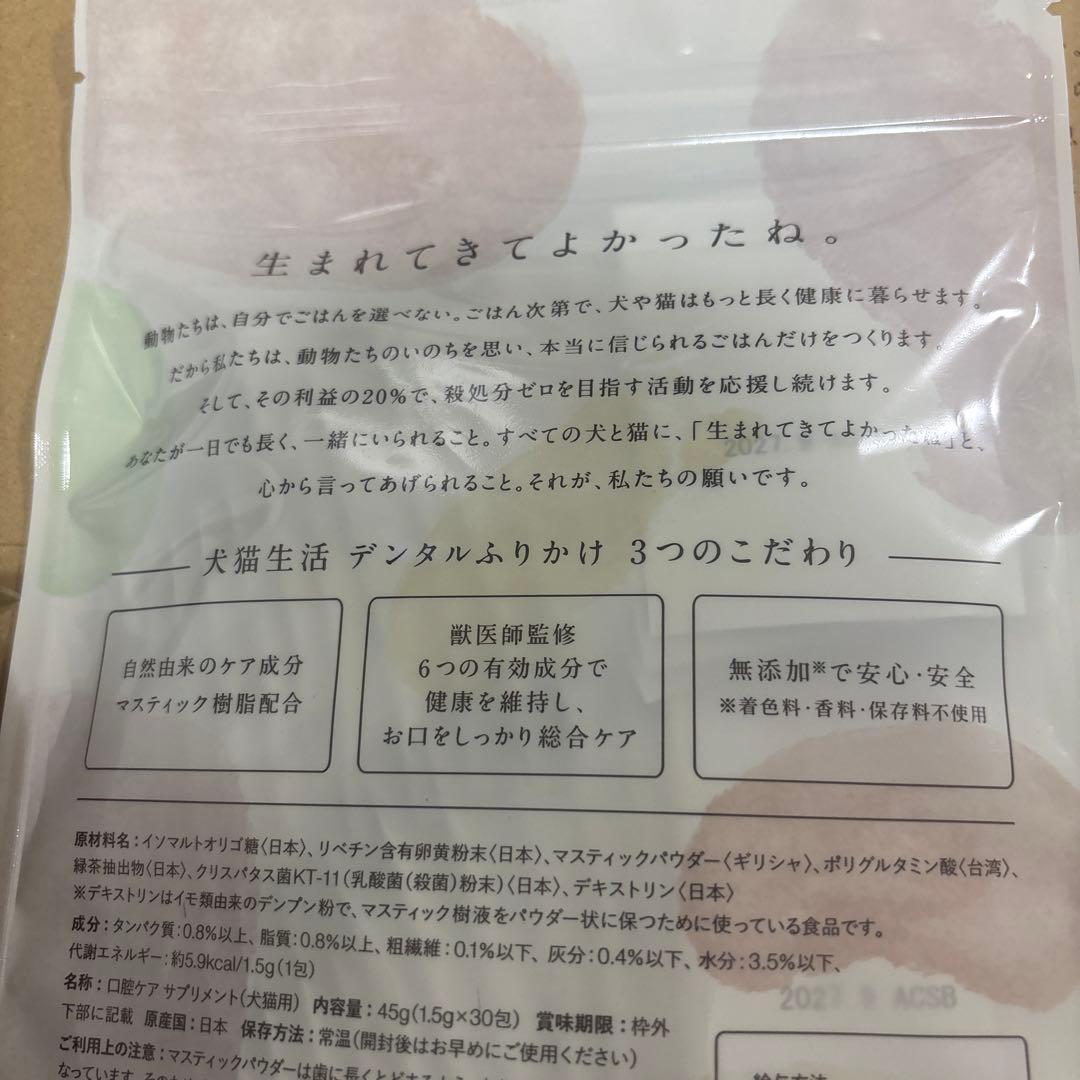 生まれてきてよかったね。
動物たちは、自分でごはんを選べない。ごはん次第で、犬や猫はもっと長く健康に暮らせます。
だから私たちは、動物たちのいのちを思い、本当に信じられるごはんだけをつくります。
そして、その利益の20%で、殺処分ゼロを目指す活動を応援し続けます。
あなたが一日でも長く、一緒にいられること。すべての犬と猫に、「生まれてきてよかったね」と、
心から言ってあげられること。それが、私たちの願いです。
犬猫生活 デンタルふりかけ 3つのこだわり
自然由来のケア成分
マスティック樹脂配合
獣医師監修
6つの有効成分で
健康を維持し、
お口をしっかり総合ケア
無添加※で安心・安全
※着色料・香料・保存料不使用
原材料名：イソマルトオリゴ糖〈日本〉、リベチン含有卵黄粉末〈日本〉、マスティックパウダー〈ギリシャ〉、ポリグルタミン酸〈台湾〉、
緑茶抽出物〈日本〉、クリスパタス菌KT-11（乳酸菌（殺菌）粉末）〈日本〉、デキストリン〈日本〉
※デキストリンはイモ類由来のデンプン粉で、マスティック樹液をパウダー状に保つために使っている食品です。
成分：タンパク質：0.8%以上、脂質：0.8%以上、粗繊維：0.1%以下、灰分：0.4%以下、水分：3.5%以下、
代謝エネルギー：約5.9kcal/1.5g（1包）
名称：口腔ケア サプリメント（犬猫用） 内容量：45g（1.5g×30包） 賞味期限：枠外
下部に記載 原産国：日本 保存方法：常温（開封後はお早めにご使用ください）
2027 9 ACSB
ご利用上の注意：マスティックパウダーは歯に長くとどまる
なっています。
給与方法